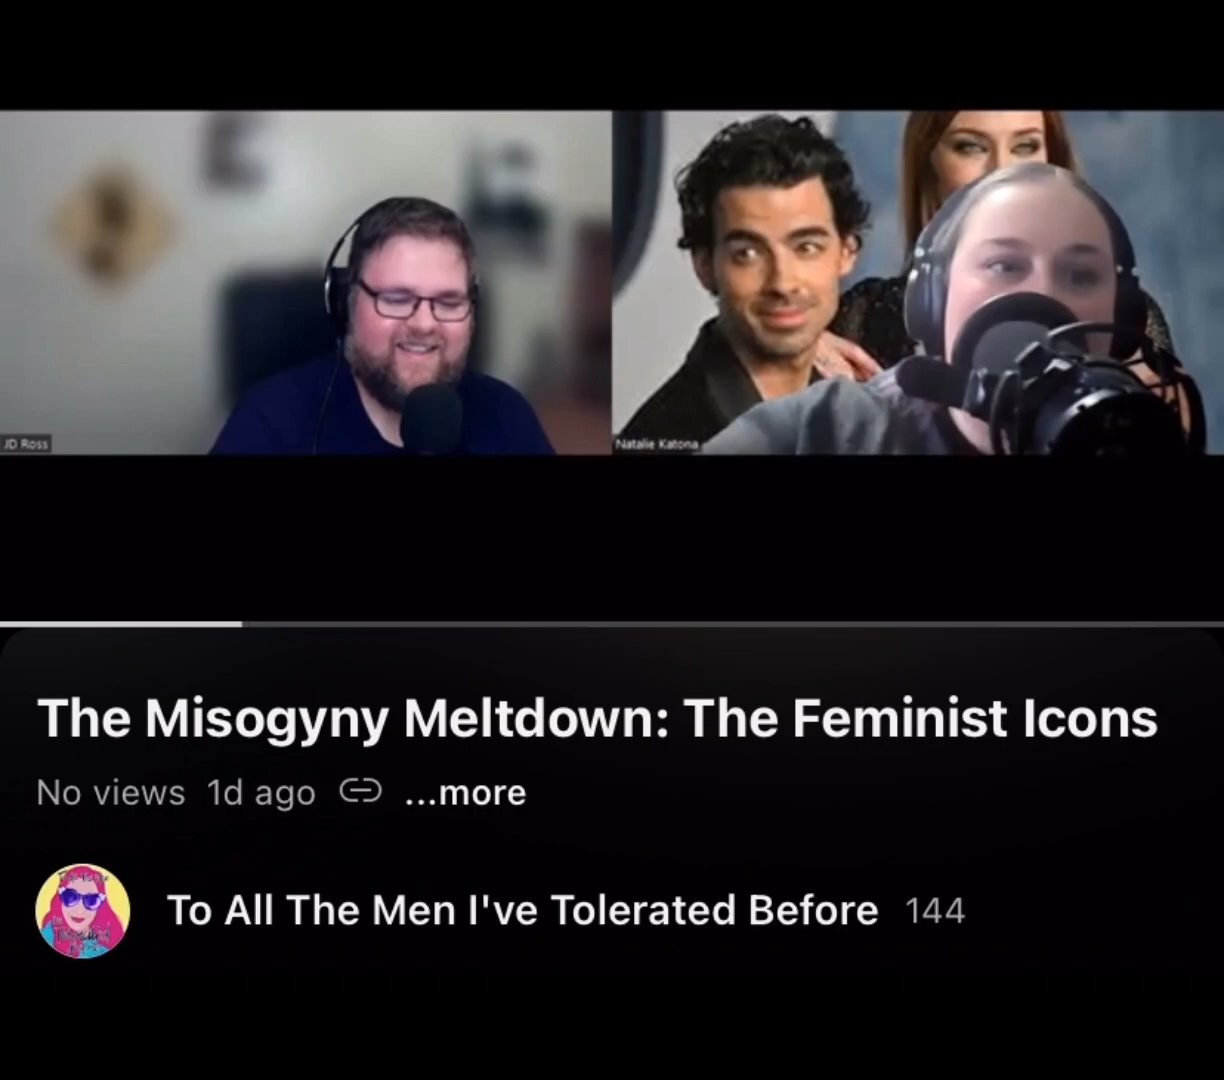 JD Ross
Natalie Katona
The Misogyny Meltdown: The Feminist Icons
No views 1d ago ...more
To All The Men I've Tolerated Before 144